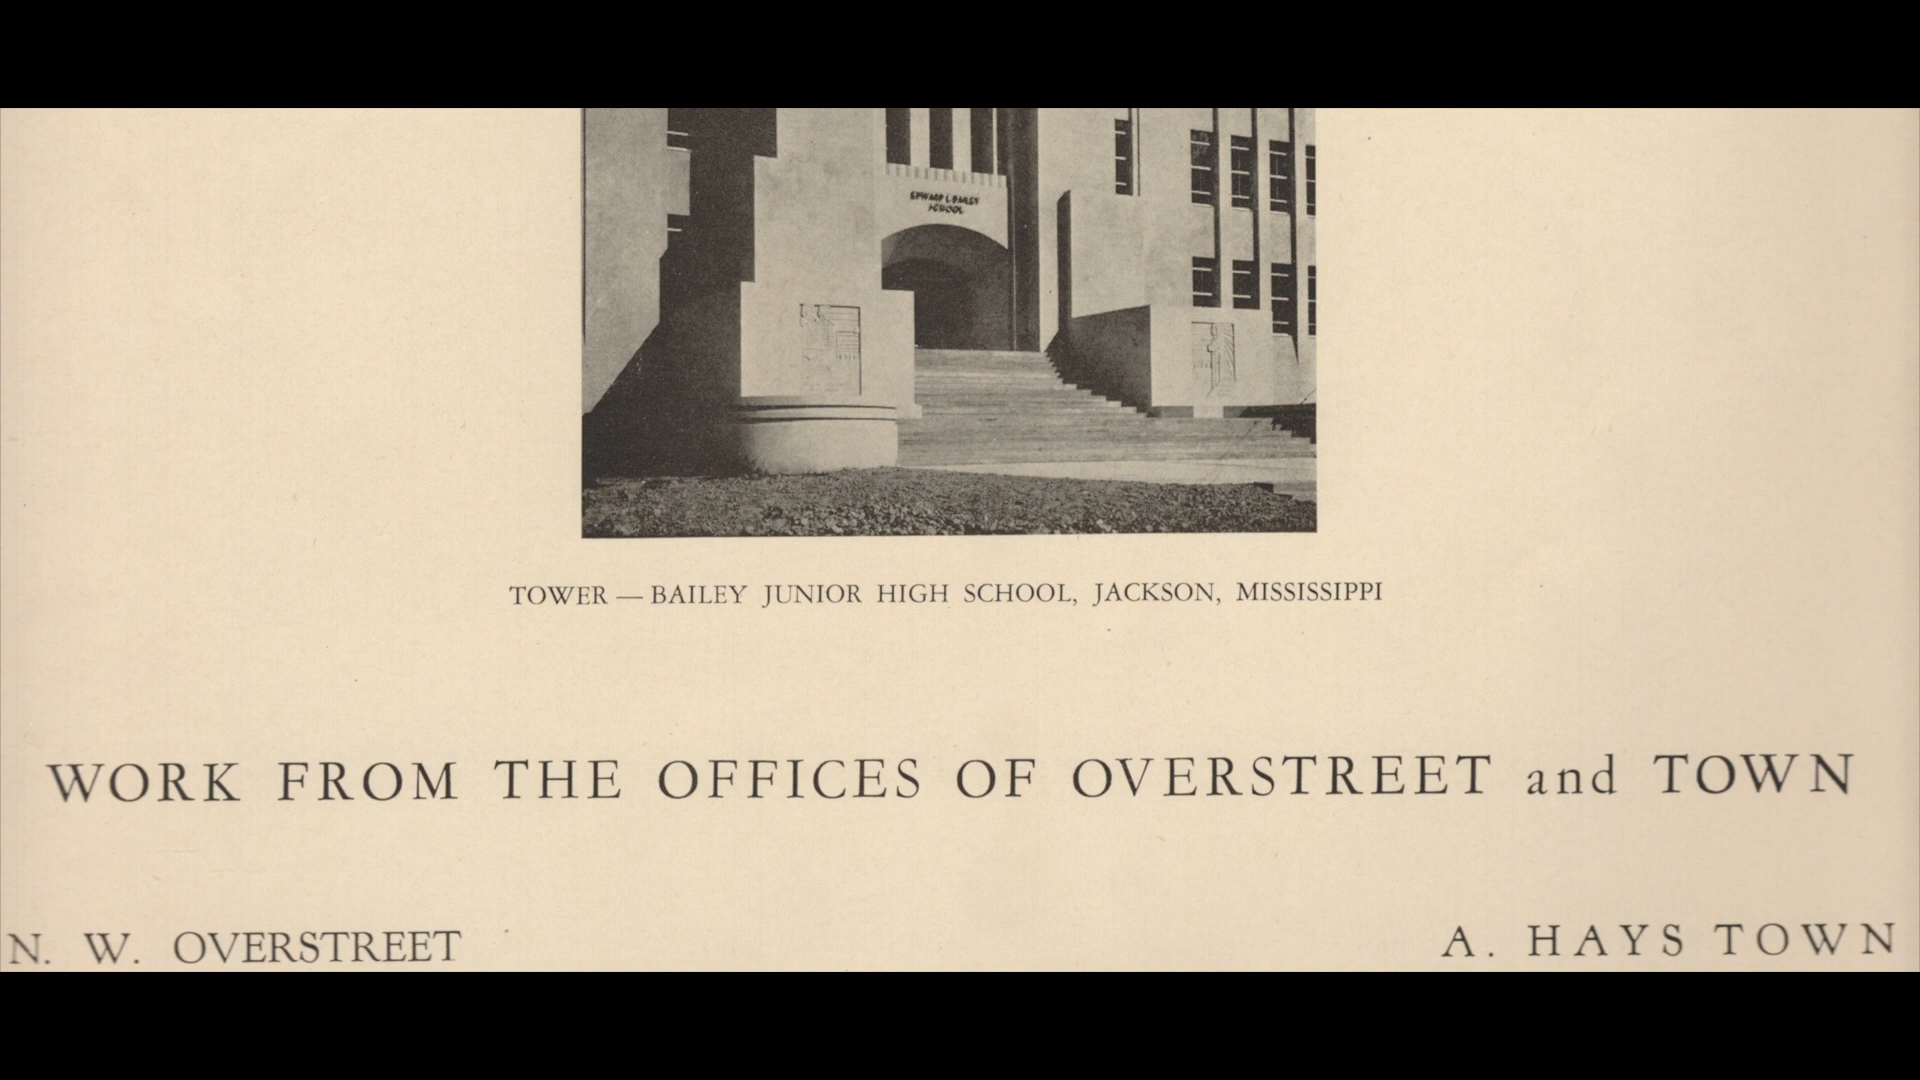 EDWARD L BAILEY
SCHOOL
TOWER — BAILEY JUNIOR HIGH SCHOOL, JACKSON, MISSISSIPPI
WORK FROM THE OFFICES OF OVERSTREET and TOWN
N. W. OVERSTREET
A. HAYS TOWN